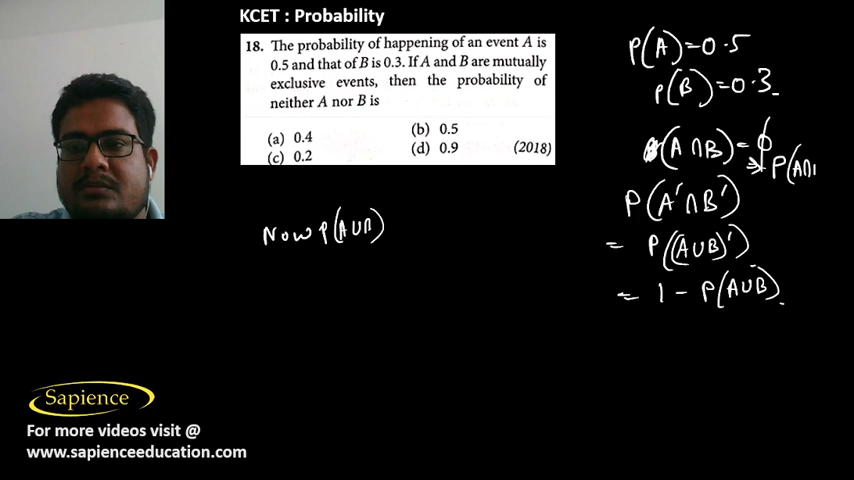 KCET : Probability
18. The probability of happening of an event A is
0.5 and that of B is 0.3. If A and B are mutually
exclusive events, then the probability of
neither A nor B is
(a) 0.4 (b) 0.5
(c) 0.2 (d) 0.9 (2018)
P(A)=0.5
P(B)=0.3
(A∩B)=ϕ
⇒ P(A∩
P(A'∩B')
= P((A∪B)')
= 1 - P(A∪B).
Now P(A∪
Sapience
For more videos visit @
www.sapienceeducation.com